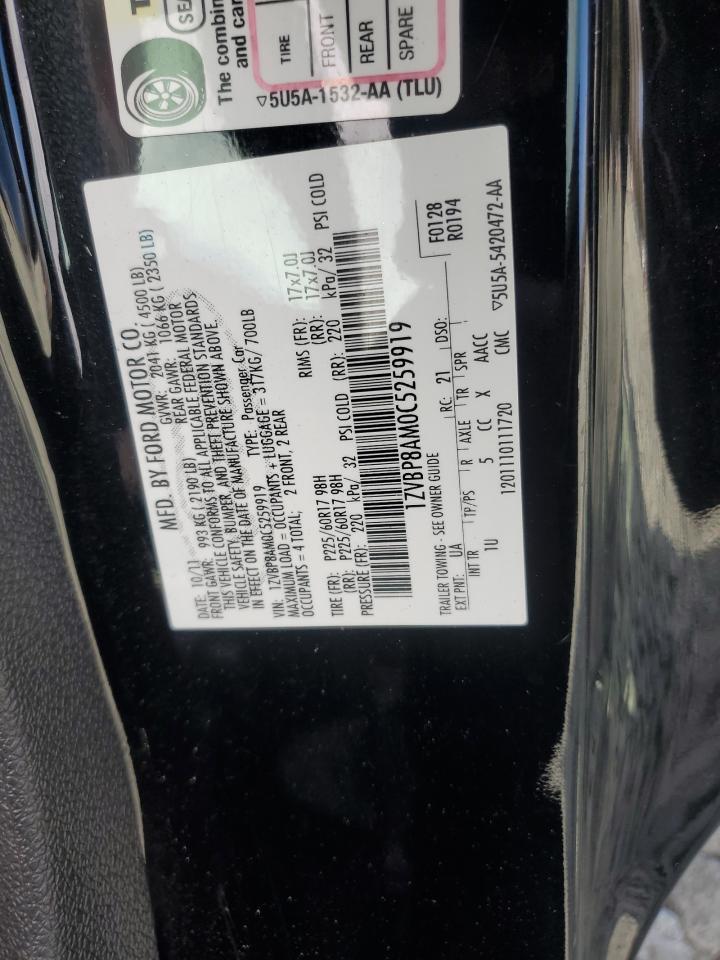 SEA
The combin
and car
TIRE
FRONT
REAR
SPARE
▽5U5A-1532-AA (TLU)
MFD. BY FORD MOTOR CO.
DATE: 10/11 GVWR: 2041 KG ( 4500 LB)
FRONT GAWR: 993 KG ( 2190 LB) REAR GAWR: 1066 KG ( 2350 LB)
THIS VEHICLE CONFORMS TO ALL APPLICABLE FEDERAL MOTOR
VEHICLE SAFETY, BUMPER, AND THEFT PREVENTION STANDARDS
IN EFFECT ON THE DATE OF MANUFACTURE SHOWN ABOVE.
VIN: 1ZVBP8AM0C5259919 TYPE: Passenger Car
MAXIMUM LOAD = OCCUPANTS + LUGGAGE = 317KG/ 700LB
OCCUPANTS = 4 TOTAL; 2 FRONT, 2 REAR
TIRE (FR): P225/60R17 98H RIMS (FR): 17x7.0J
(RR): P225/60R17 98H (RR): 17x7.0J
PRESSURE (FR): 220 kPa/ 32 PSI COLD (RR): 220 kPa/ 32 PSI COLD
1ZVBP8AM0C5259919
TRAILER TOWING - SEE OWNER GUIDE F0128
EXT PNT: UA RC: 21 DSO: R0194
INT TR TP/PS R AXLE TR SPR
1U 5 CC X AACC
1201110111720 CMC ▽5U5A-5420472-AA